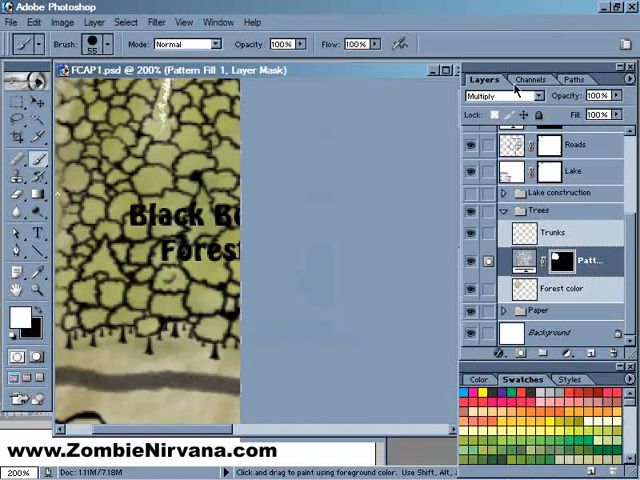 Adobe Photoshop
File Edit Image Layer Select Filter View Window Help
Brush: 55 Mode: Normal Opacity: 100% Flow: 100%
FCAP1.psd @ 200% (Pattern Fill 1, Layer Mask)
Layers Channels Paths
Multiply Opacity: 100%
Lock: Fill: 100%
Roads
Lake
Lake construction
Trees
Trunks
Patt...
Forest color
Paper
Background
Black Be
Forest
Color Swatches Styles
www.ZombieNirvana.com
200% Doc: 1.11M/7.18M Click and drag to paint using foreground color. Use Shift, Alt,